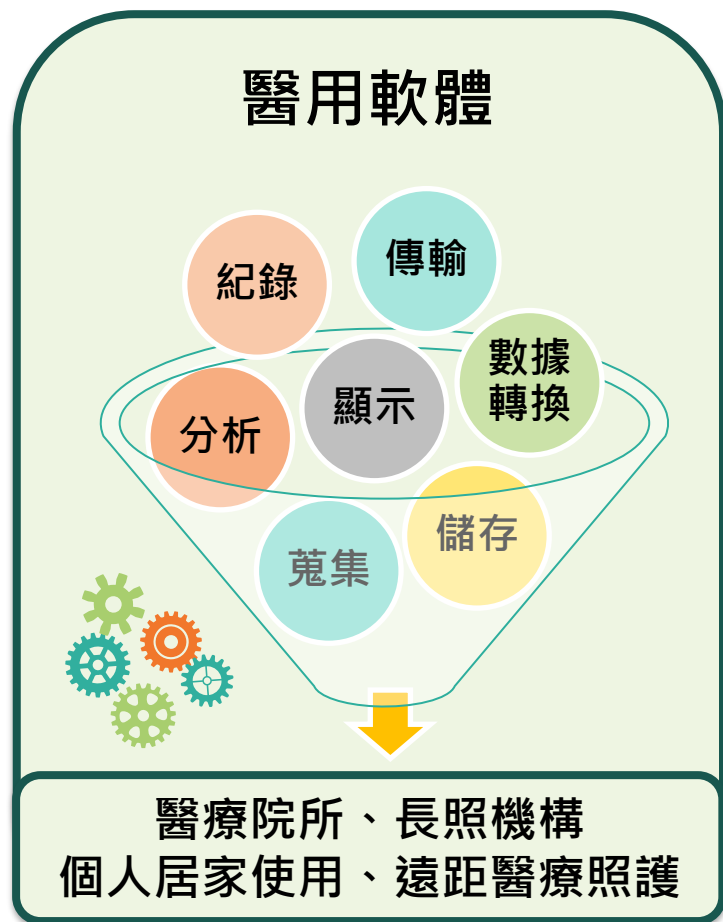 醫用軟體
紀錄
傳輸
數據
轉換
分析
顯示
蒐集
儲存
醫療院所、長照機構
個人居家使用、遠距醫療照護